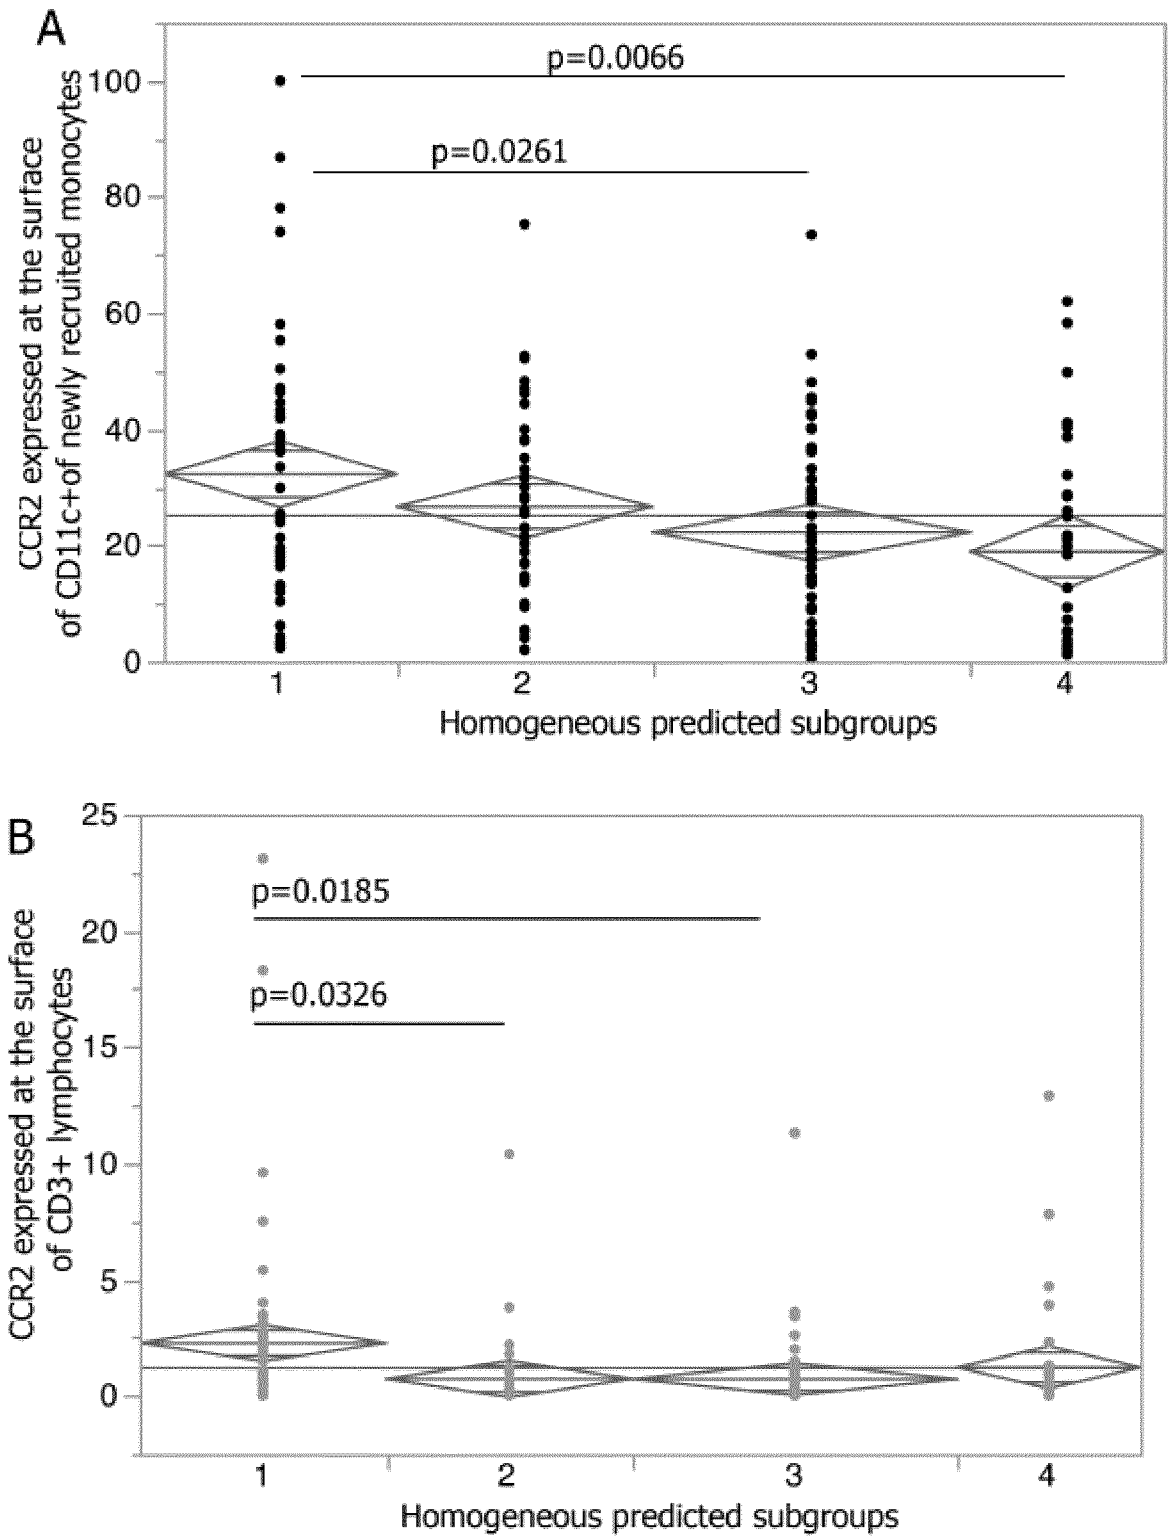 A
p=0.0066
p=0.0261
CCR2 expressed at the surface
of CD11c+of newly recruited monocytes
100
80
60
40
20
0
1 2 3 4
Homogeneous predicted subgroups
B
p=0.0185
p=0.0326
CCR2 expressed at the surface
of CD3+ lymphocytes
25
20
15
10
5
0
1 2 3 4
Homogeneous predicted subgroups